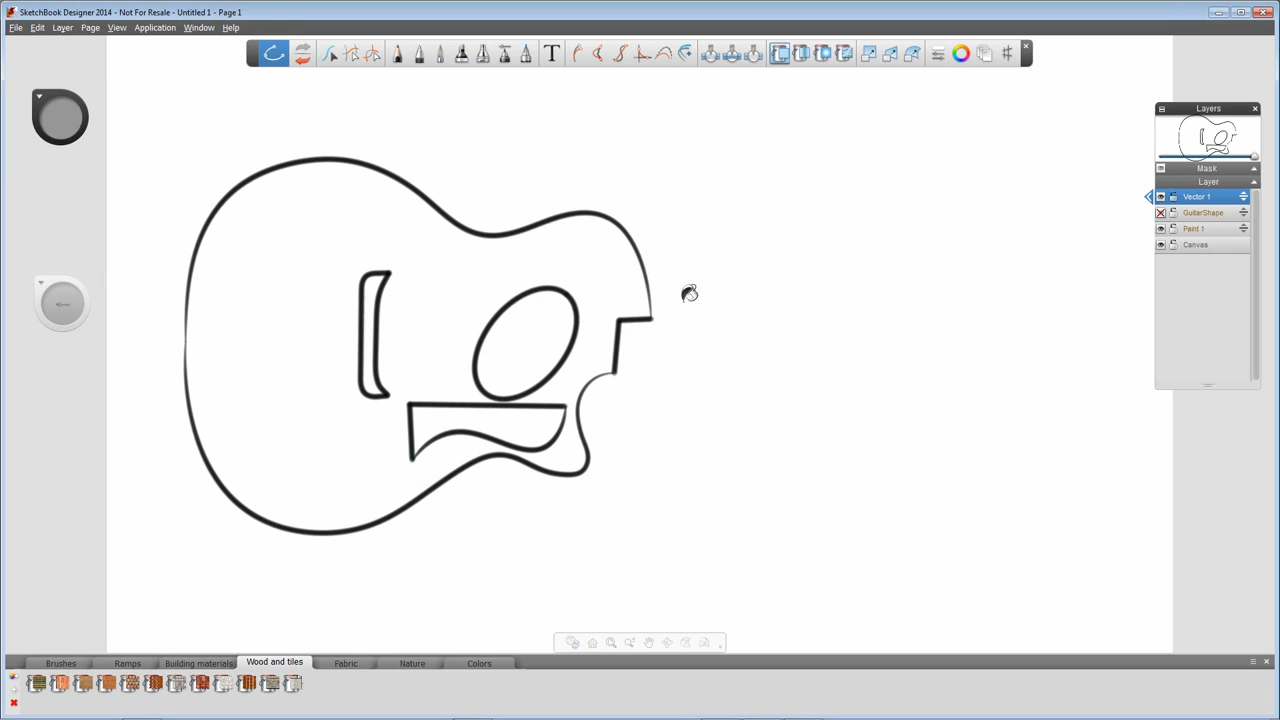 SketchBook Designer 2014 - Not For Resale - Untitled 1 - Page 1
File Edit Layer Page View Stroke Application Window Help
T
Layers
Mask
Layer
Vector 1
GuitarShape
Paint 1
Canvas
Brushes Ramps Building materials Wood and tiles Fabric Nature Colors